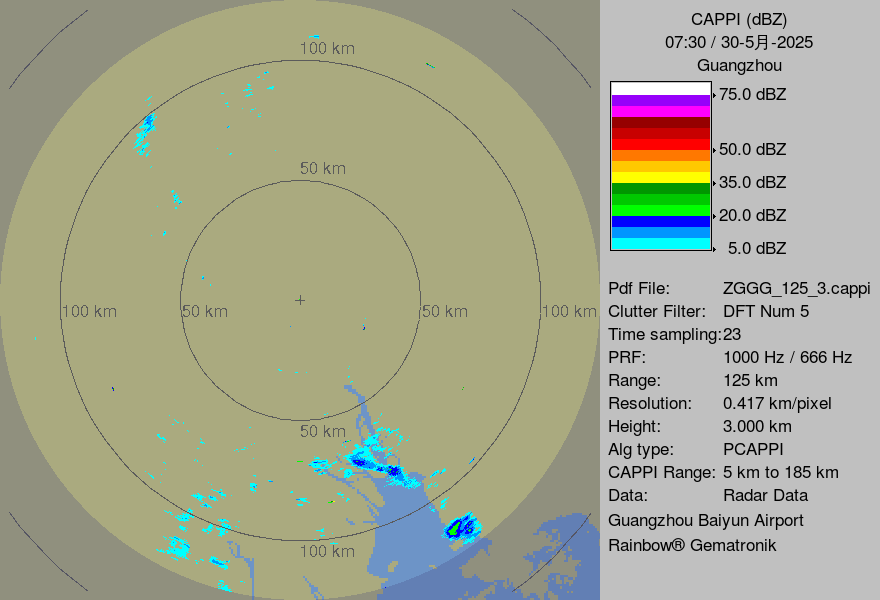 100 km
50 km
100 km
50 km
50 km
100 km
50 km
100 km
CAPPI (dBZ)
07:30 / 30-5月-2025
Guangzhou
75.0 dBZ
50.0 dBZ
35.0 dBZ
20.0 dBZ
5.0 dBZ
Pdf File: ZGGG_125_3.cappi
Clutter Filter: DFT Num 5
Time sampling:23
PRF: 1000 Hz / 666 Hz
Range: 125 km
Resolution: 0.417 km/pixel
Height: 3.000 km
Alg type: PCAPPI
CAPPI Range: 5 km to 185 km
Data: Radar Data
Guangzhou Baiyun Airport
Rainbow® Gematronik